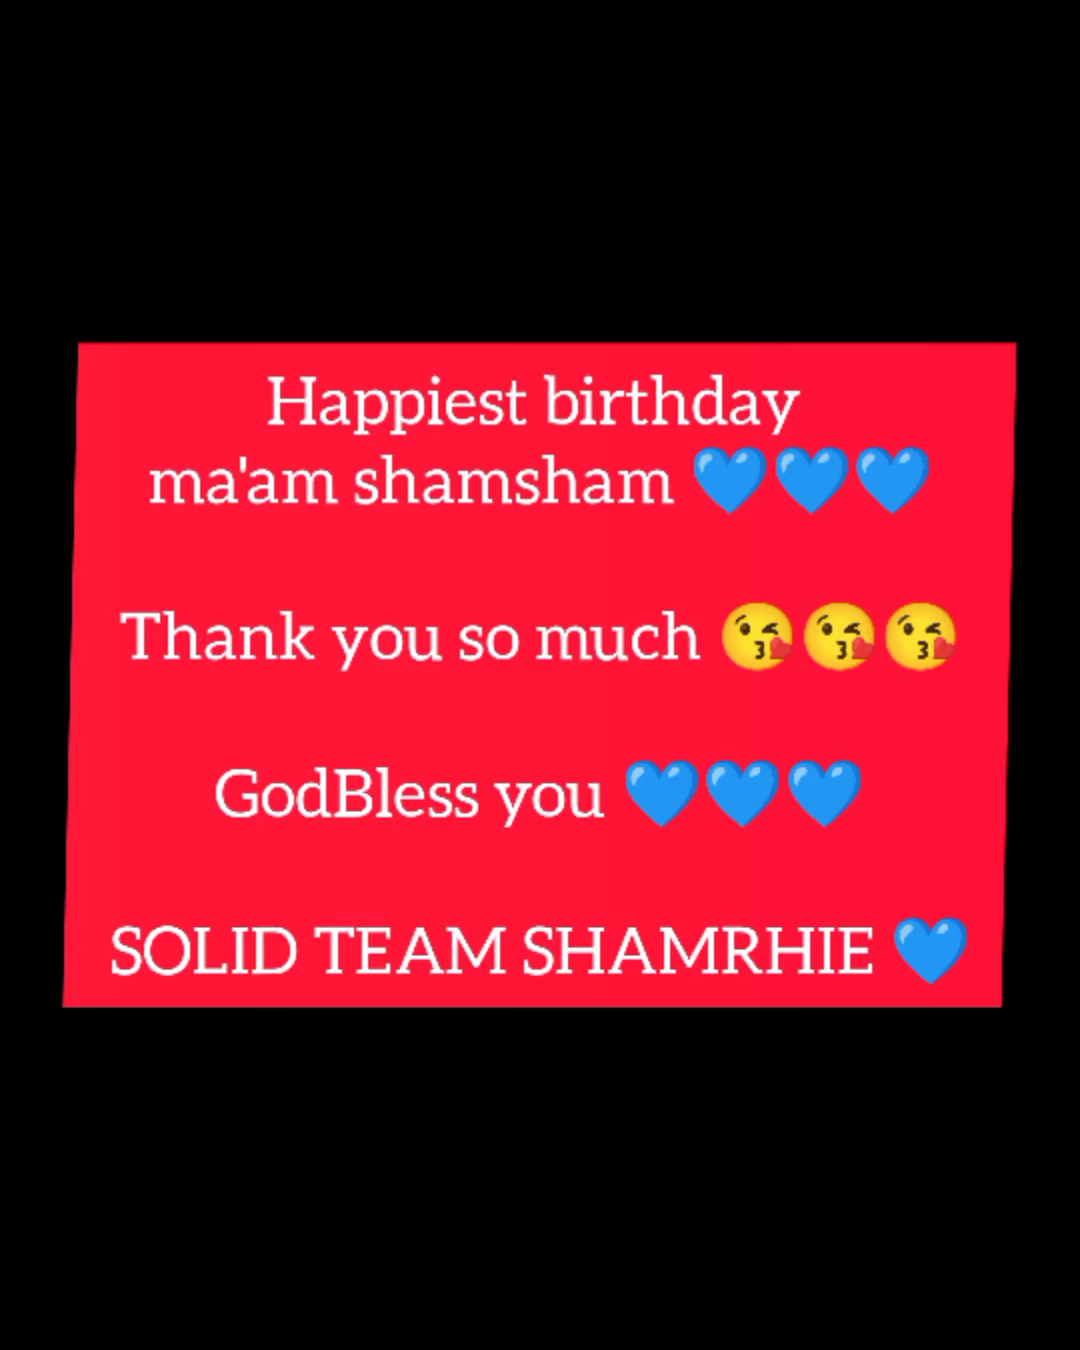 Happiest birthday
ma'am shamsham 💙💙💙
Thank you so much 😘😘😘
GodBless you 💙💙💙
SOLID TEAM SHAMRHIE 💙